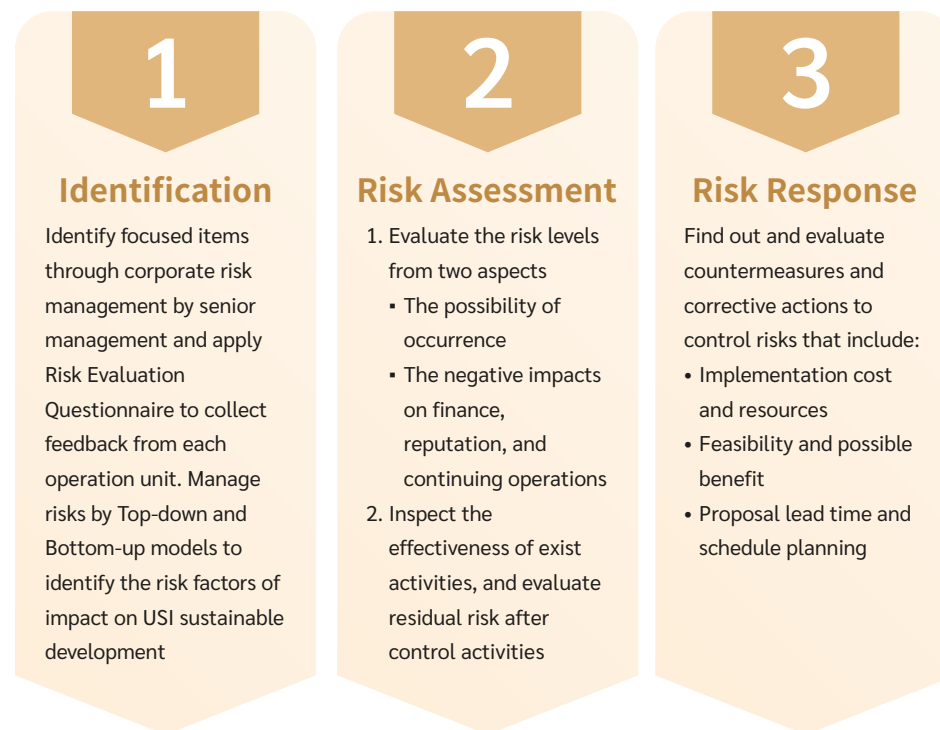 1
Identification
Identify focused items
through corporate risk
management by senior
management and apply
Risk Evaluation
Questionnaire to collect
feedback from each
operation unit. Manage
risks by Top-down and
Bottom-up models to
identify the risk factors of
impact on USI sustainable
development
2
Risk Assessment
1. Evaluate the risk levels
from two aspects
▪ The possibility of
occurrence
▪ The negative impacts
on finance,
reputation, and
continuing operations
2. Inspect the
effectiveness of exist
activities, and evaluate
residual risk after
control activities
3
Risk Response
Find out and evaluate
countermeasures and
corrective actions to
control risks that include:
• Implementation cost
and resources
• Feasibility and possible
benefit
• Proposal lead time and
schedule planning